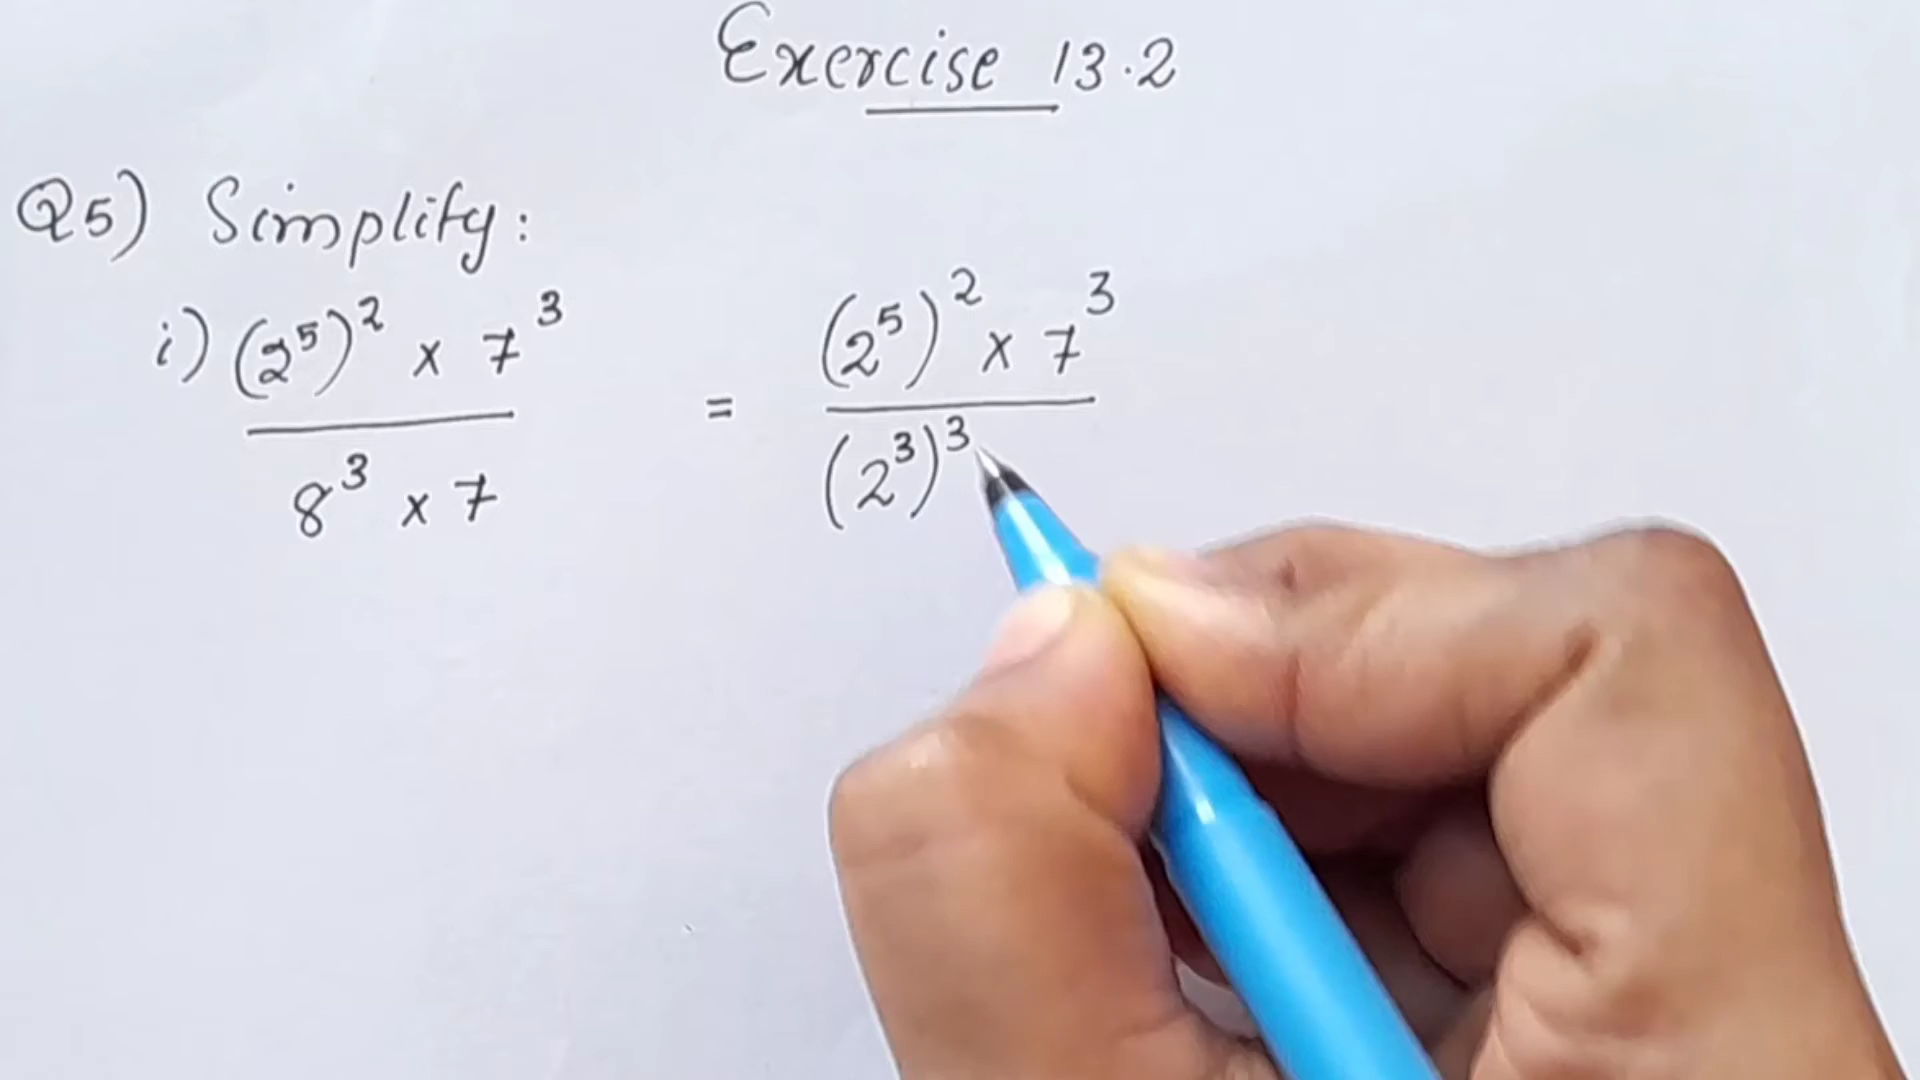 Exercise 13.2
Q5) Simplify:
i) (2⁵)² x 7³ = (2⁵)² x 7³
8³ x 7 (2³)³